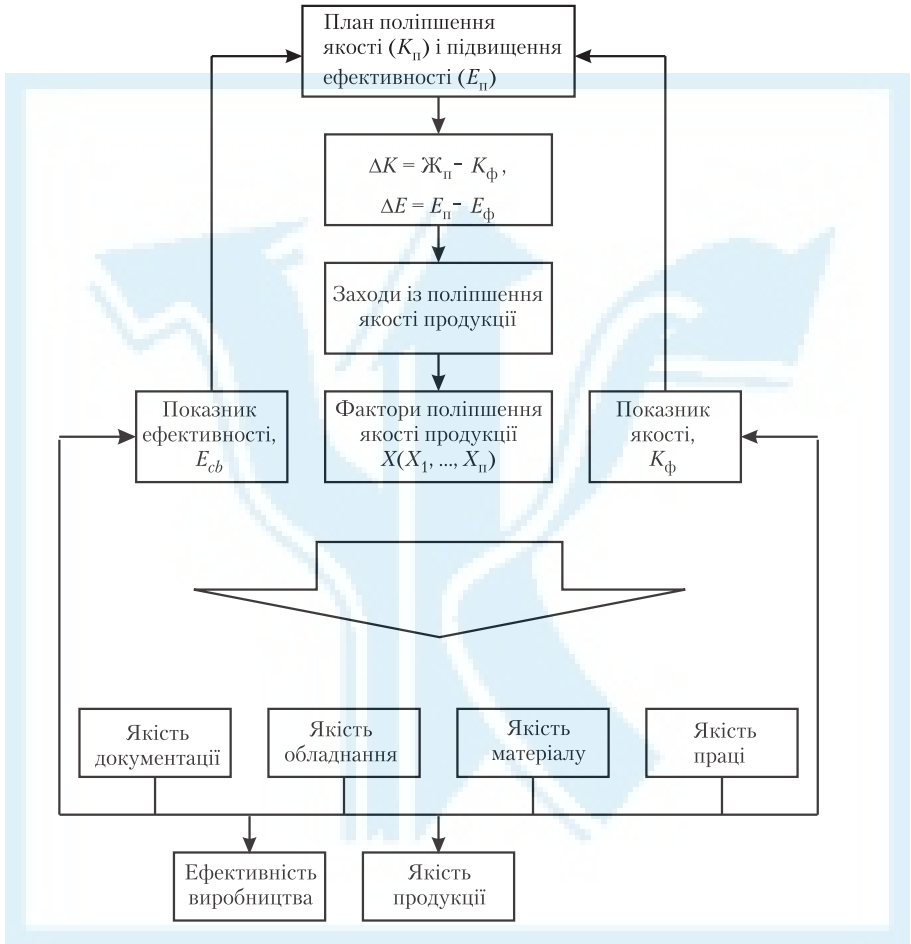 План поліпшення
якості (Kп) і підвищення
ефективності (Eп)
ΔK = Жп – Kф ,
ΔE = Eп – Eф
Заходи із поліпшення
якості продукції
Показник
ефективності,
Ecb
Фактори поліпшення
якості продукції
X(X1, ..., Xп)
Показник
якості,
Kф
Якість
документації
Якість
обладнання
Якість
матеріалу
Якість
праці
Ефективність
виробництва
Якість
продукції